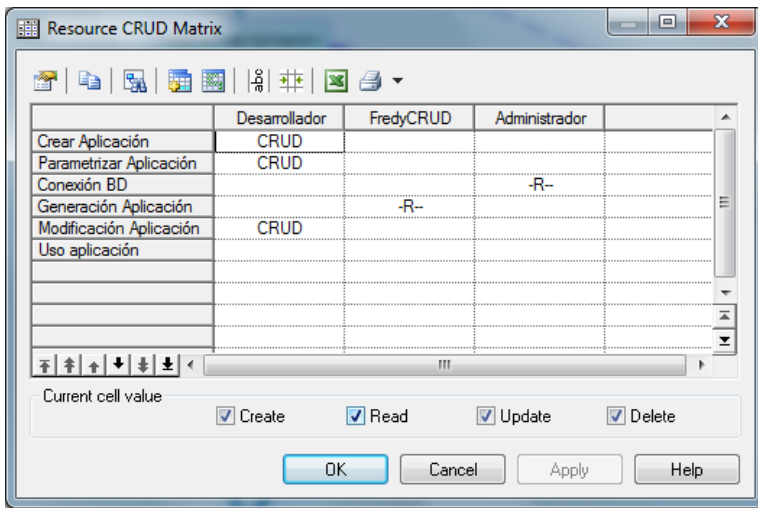 Resource CRUD Matrix
Desarrollador FredyCRUD Administrador
Crear Aplicación CRUD
Parametrizar Aplicación CRUD
Conexión BD -R--
Generación Aplicación -R--
Modificación Aplicación CRUD
Uso aplicación
Current cell value
Create Read Update Delete
OK Cancel Apply Help